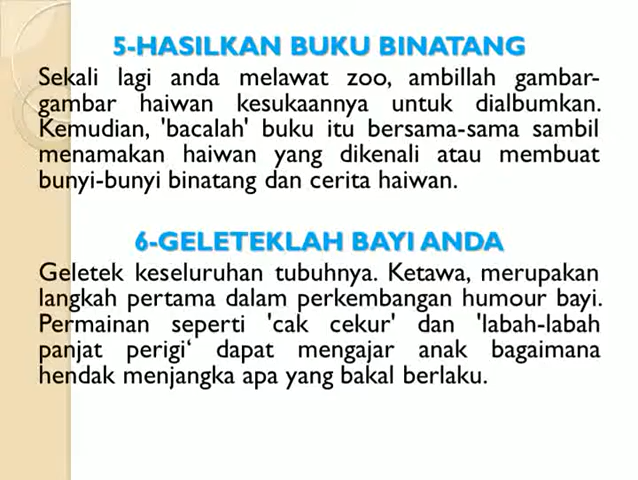 5-HASILKAN BUKU BINATANG
Sekali lagi anda melawat zoo, ambillah gambar-
gambar haiwan kesukaannya untuk dialbumkan.
Kemudian, 'bacalah' buku itu bersama-sama sambil
menamakan haiwan yang dikenali atau membuat
bunyi-bunyi binatang dan cerita haiwan.
6-GELETEKLAH BAYI ANDA
Geletek keseluruhan tubuhnya. Ketawa, merupakan
langkah pertama dalam perkembangan humour bayi.
Permainan seperti 'cak cekur' dan 'labah-labah
panjat perigi‘ dapat mengajar anak bagaimana
hendak menjangka apa yang bakal berlaku.